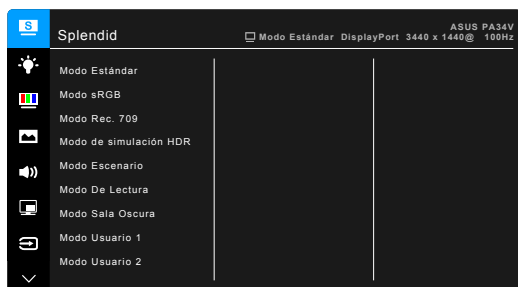 S
Splendid
ASUS PA34V
Modo Estándar DisplayPort 3440 x 1440@ 100Hz
Modo Estándar
Modo sRGB
Modo Rec. 709
Modo de simulación HDR
Modo Escenario
Modo De Lectura
Modo Sala Oscura
Modo Usuario 1
Modo Usuario 2